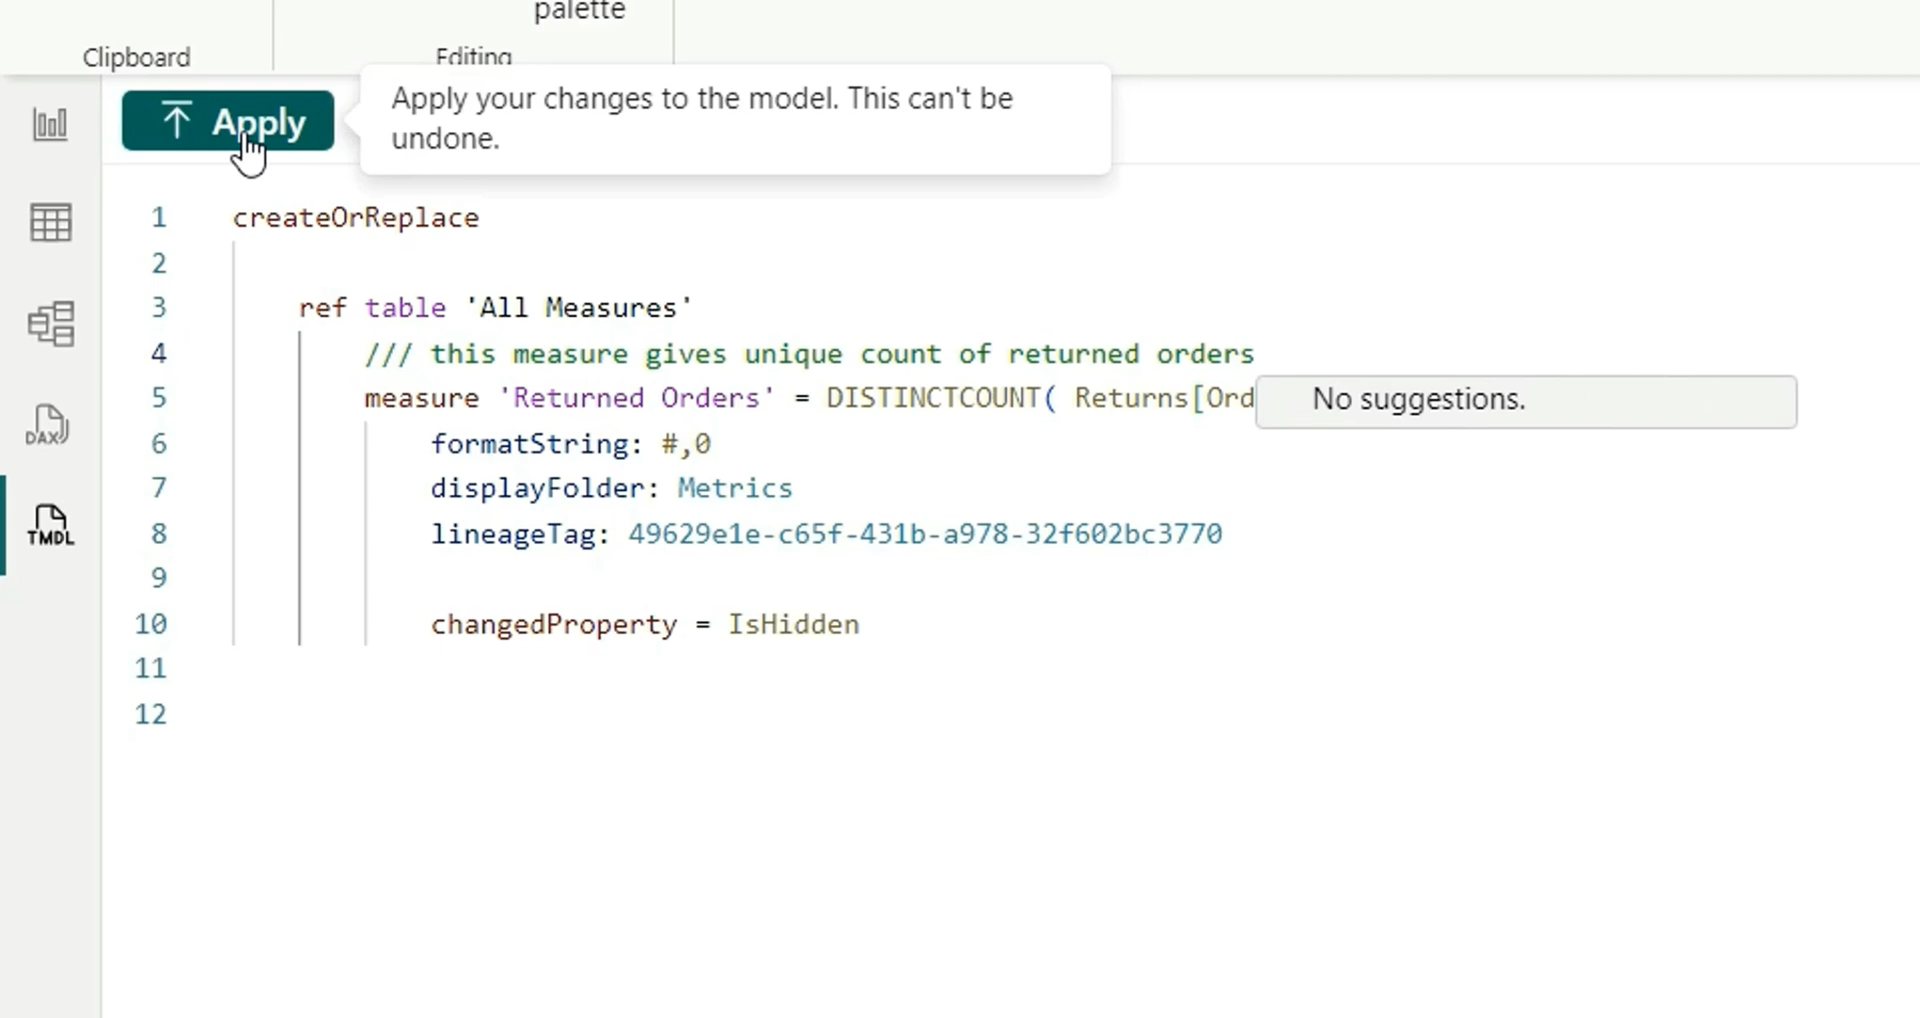 palette
Clipboard
Editing
Apply
Apply your changes to the model. This can't be
undone.
1 createOrReplace
2
3 ref table 'All Measures'
4 /// this measure gives unique count of returned orders
5 measure 'Returned Orders' = DISTINCTCOUNT( Returns[Ord
No suggestions.
6 formatString: #,0
7 displayFolder: Metrics
8 lineageTag: 49629e1e-c65f-431b-a978-32f602bc3770
9
10 changedProperty = IsHidden
11
12
DAX
TMDL